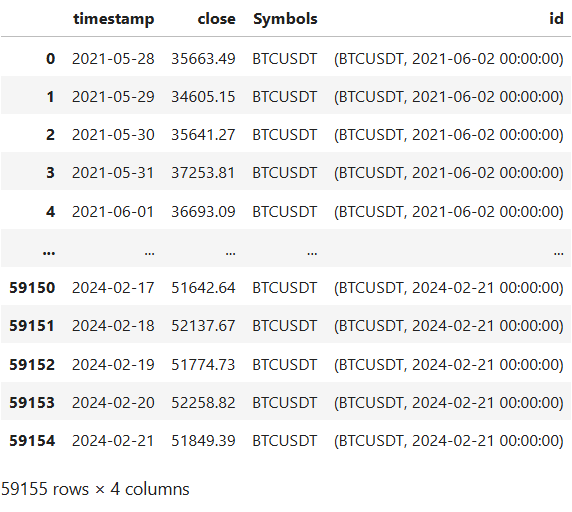 timestamp close Symbols id
0 2021-05-28 35663.49 BTCUSDT (BTCUSDT, 2021-06-02 00:00:00)
1 2021-05-29 34605.15 BTCUSDT (BTCUSDT, 2021-06-02 00:00:00)
2 2021-05-30 35641.27 BTCUSDT (BTCUSDT, 2021-06-02 00:00:00)
3 2021-05-31 37253.81 BTCUSDT (BTCUSDT, 2021-06-02 00:00:00)
4 2021-06-01 36693.09 BTCUSDT (BTCUSDT, 2021-06-02 00:00:00)
... ... ... ... ...
59150 2024-02-17 51642.64 BTCUSDT (BTCUSDT, 2024-02-21 00:00:00)
59151 2024-02-18 52137.67 BTCUSDT (BTCUSDT, 2024-02-21 00:00:00)
59152 2024-02-19 51774.73 BTCUSDT (BTCUSDT, 2024-02-21 00:00:00)
59153 2024-02-20 52258.82 BTCUSDT (BTCUSDT, 2024-02-21 00:00:00)
59154 2024-02-21 51849.39 BTCUSDT (BTCUSDT, 2024-02-21 00:00:00)
59155 rows × 4 columns